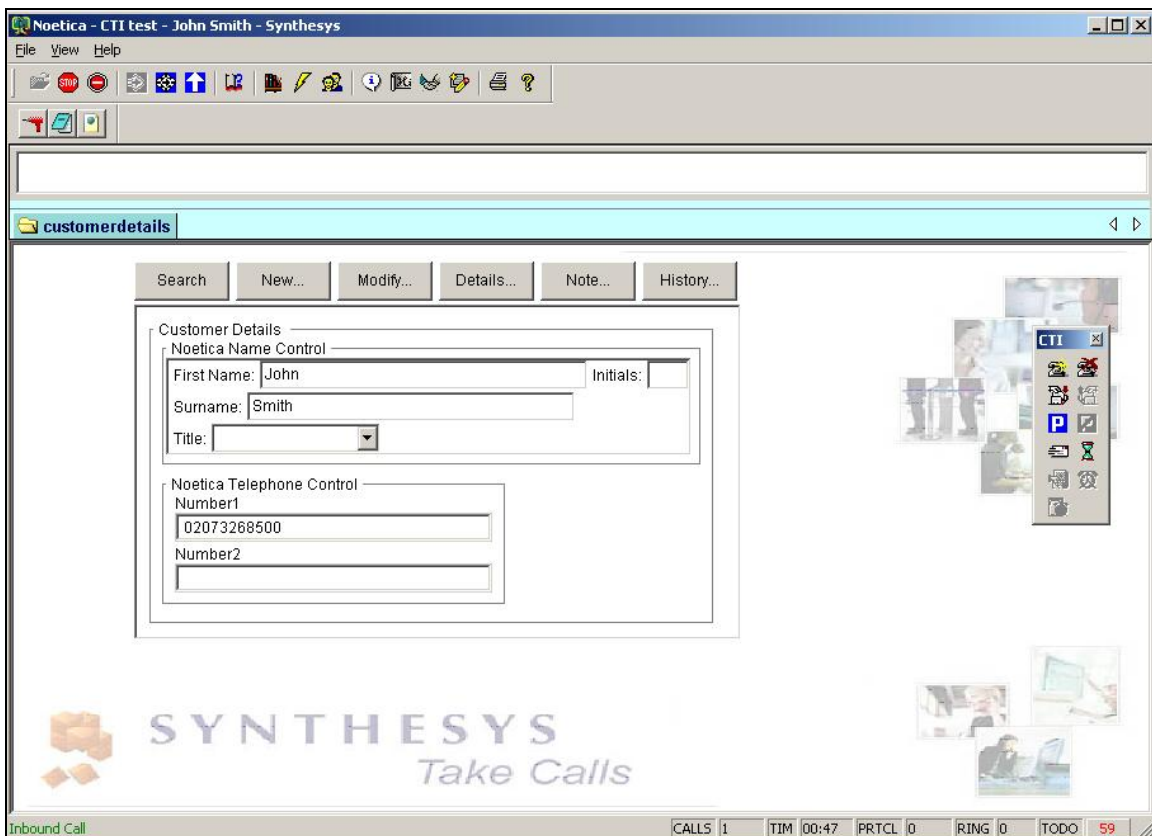 Noetica - CTI test - John Smith - Synthesys
File View Help
STOP
BG
customerdetails
Search New... Modify... Details... Note... History...
Customer Details
Noetica Name Control
First Name: John Initials:
Surname: Smith
Title:
Noetica Telephone Control
Number1
02073268500
Number2
CTI
P
SYNTHESYS
Take Calls
Inbound Call CALLS 1 TIM 00:47 PRTCL 0 RING 0 TODO 59